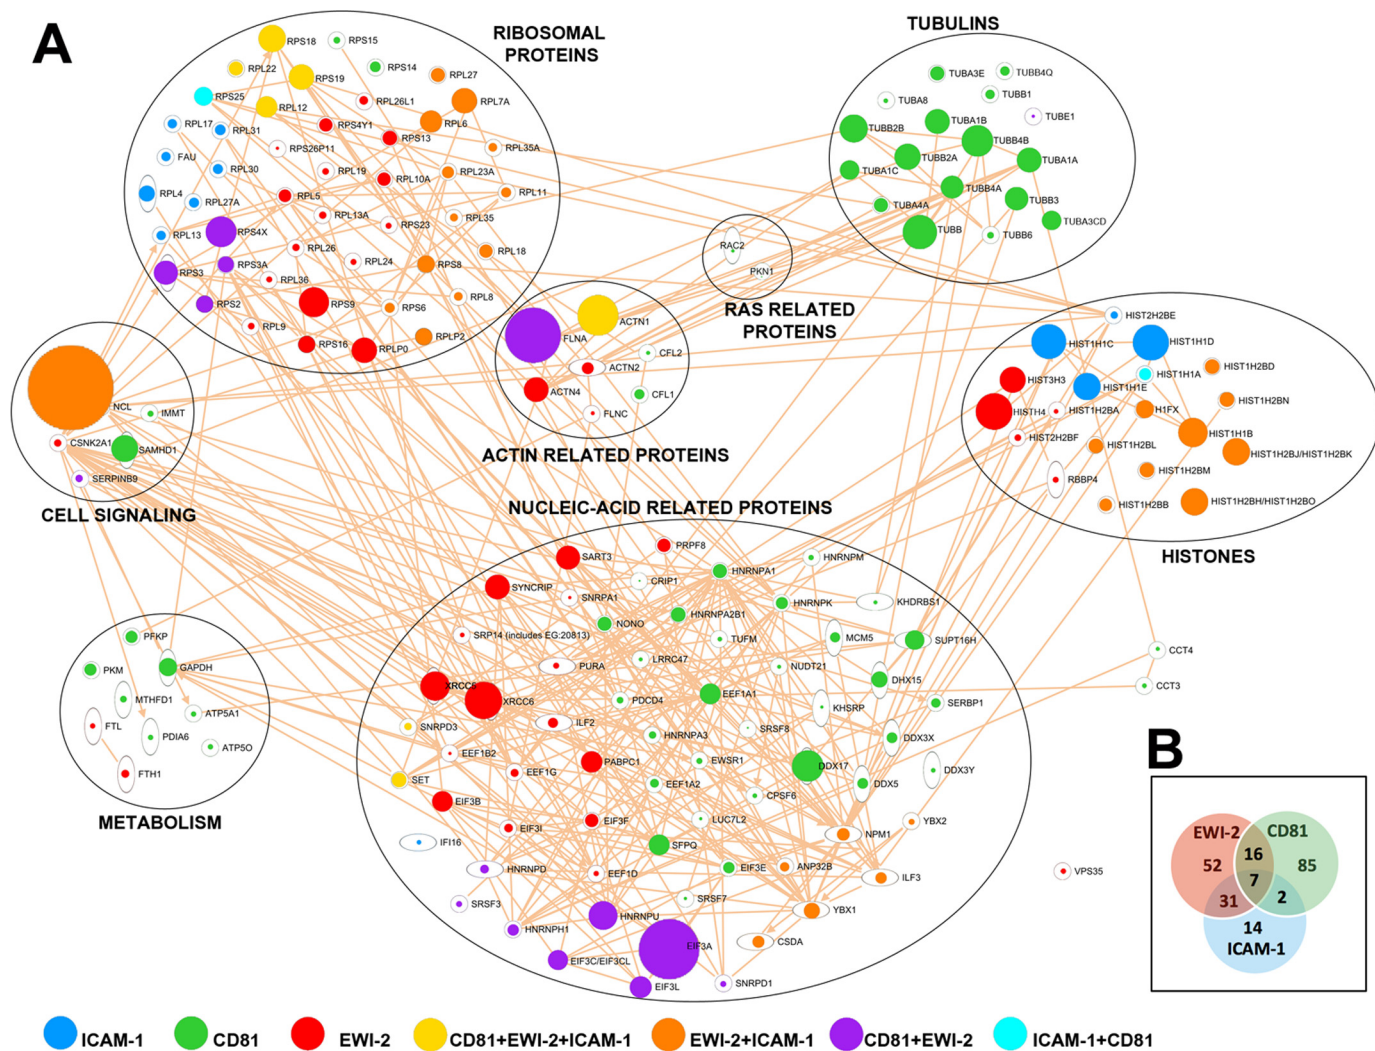 A
RIBOSOMAL
PROTEINS
RPS18
RPS15
RPL22
RPS19
RPS14
RPL27
RPS25
RPL12
RPL26L1
RPL7A
RPL17
RPL31
RPS4Y1
RPL6
RPS13
RPS26P11
RPL35A
FAU
RPL30
RPL19
RPL10A
RPL23A
RPL4
RPL27A
RPL5
RPL11
RPL13A
RPS23
RPL35
RPL13
RPS4X
RPL26
RPL18
RPS3
RPS3A
RPL24
RPS8
RPL36
RPS2
RPS9
RPS6
RPL8
RPL9
RPS16
RPLP0
RPLP2
TUBULINS
TUBA3E
TUBB4Q
TUBA8
TUBB1
TUBE1
TUBB2B
TUBA1B
TUBB4B
TUBB2A
TUBA1A
TUBA1C
TUBB4A
TUBB3
TUBA4A
TUBA3CD
TUBB
TUBB6
RAC2
PKN1
RAS RELATED
PROTEINS
FLNA
ACTN1
CFL2
ACTN2
ACTN4
CFL1
FLNC
ACTIN RELATED PROTEINS
HIST2H2BE
HIST1H1C
HIST1H1D
HIST1H1A
HIST1H2BD
HIST3H3
HIST1H1E
HIST1H2BN
HISTH4
HIST1H2BA
H1FX
HIST2H2BF
HIST1H2BL
HIST1H1B
HIST1H2BJ/HIST1H2BK
RBBP4
HIST1H2BM
HIST1H2BB
HIST1H2BH/HIST1H2BO
HISTONES
NCL
IMMT
CSNK2A1
SAMHD1
SERPINB9
CELL SIGNALING
NUCLEIC-ACID RELATED PROTEINS
SART3
PRPF8
HNRNPM
SYNCRIP
CRIP1
HNRNPA1
SNRPA1
HNRNPK
KHDRBS1
NONO
HNRNPA2B1
SRP14 (includes EG:20813)
TUFM
MCM5
SUPT16H
PURA
LRRC47
NUDT21
DHX15
XRCC5
XRCC6
PDCD4
EEF1A1
KHSRP
SERBP1
SNRPD3
ILF2
HNRNPA3
SRSF8
DDX3X
EEF1B2
EEF1G
PABPC1
EWSR1
DDX17
DDX3Y
SET
EEF1A2
CPSF6
DDX5
EIF3B
EIF3I
EIF3F
LUC7L2
NPM1
YBX2
IFI16
SFPQ
HNRNPD
EEF1D
EIF3E
ANP32B
ILF3
SRSF3
SRSF7
HNRNPH1
HNRNPU
YBX1
EIF3A
CSDA
EIF3C/EIF3CL
EIF3L
SNRPD1
CCT4
CCT3
VPS35
PFKP
PKM
GAPDH
MTHFD1
ATP5A1
FTL
PDIA6
ATP5O
FTH1
METABOLISM
B
EWI-2
CD81
16
52
85
7
31
2
14
ICAM-1
ICAM-1
CD81
EWI-2
CD81+EWI-2+ICAM-1
EWI-2+ICAM-1
CD81+EWI-2
ICAM-1+CD81